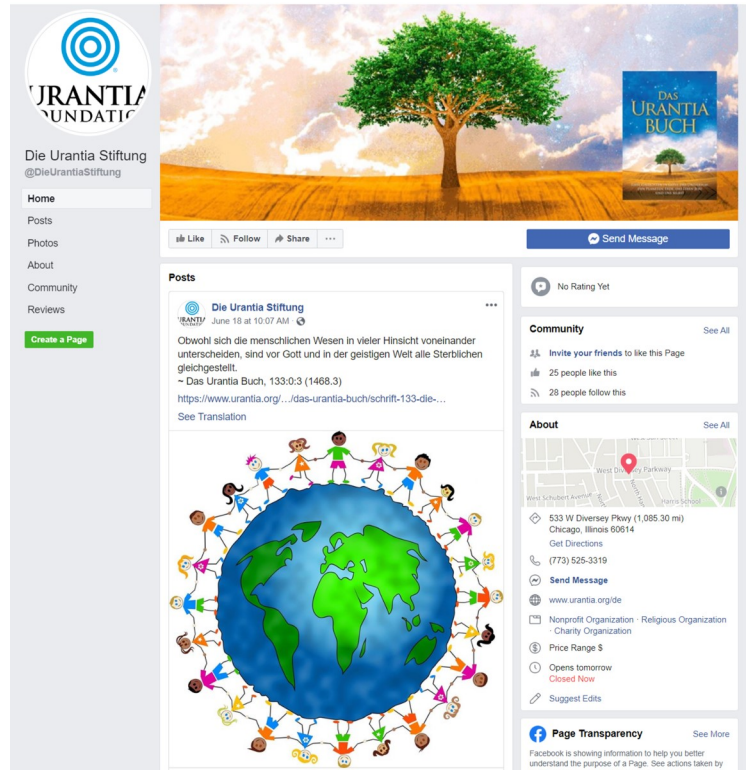 URANTIA
Die Urantia Stiftung
@DieUrantiaStiftung
Home
Posts
Photos
About
Community
Reviews
Create a Page
DAS
URANTIA
BUCH
Like
Follow
Share
Send Message
Posts
Die Urantia Stiftung
June 18 at 10:07 AM
Obwohl sich die menschlichen Wesen in vieler Hinsicht voneinander
unterscheiden, sind vor Gott und in der geistigen Welt alle Sterblichen
gleichgestellt.
~ Das Urantia Buch, 133:0:3 (1468.3)
https://www.urantia.org/…/das-urantia-buch/schrift-133-die-…
See Translation
No Rating Yet
Community
See All
Invite your friends to like this Page
25 people like this
28 people follow this
About
See All
West Diversey Parkway
West Schubert Avenue
Harris School
533 W Diversey Pkwy (1,085.30 mi)
Chicago, Illinois 60614
Get Directions
(773) 525-3319
Send Message
www.urantia.org/de
Nonprofit Organization · Religious Organization
· Charity Organization
Price Range $
Opens tomorrow
Closed Now
Suggest Edits
Page Transparency
See More
Facebook is showing information to help you better
understand the purpose of a Page. See actions taken by